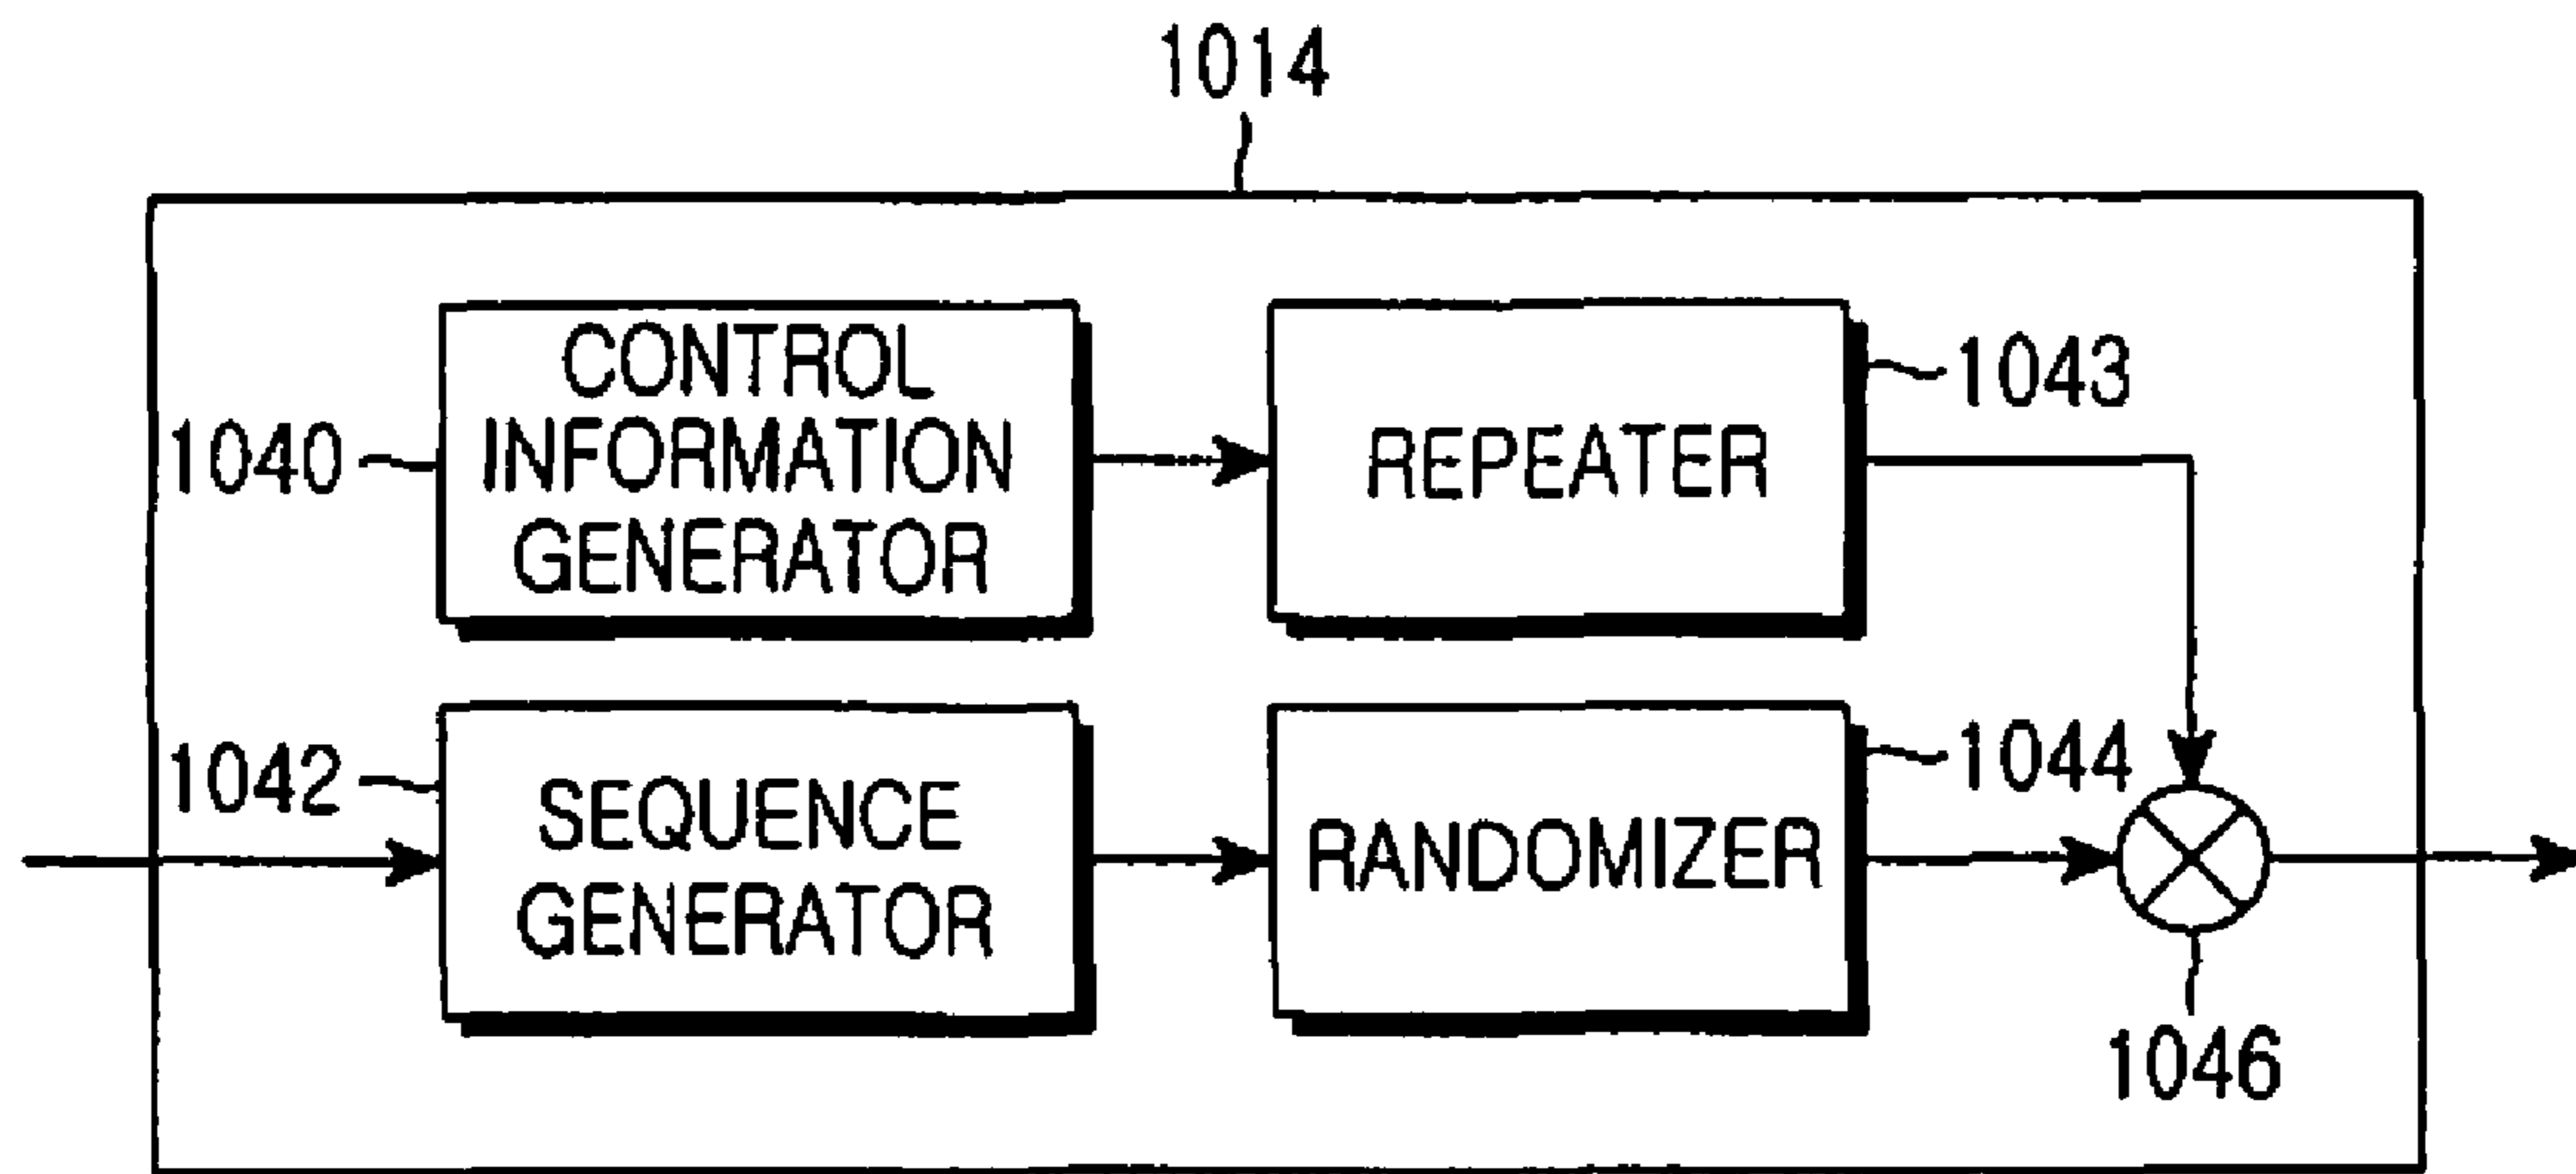 1014
1040
CONTROL
INFORMATION
GENERATOR
REPEATER
1043
1042
SEQUENCE
GENERATOR
RANDOMIZER
1044
1046